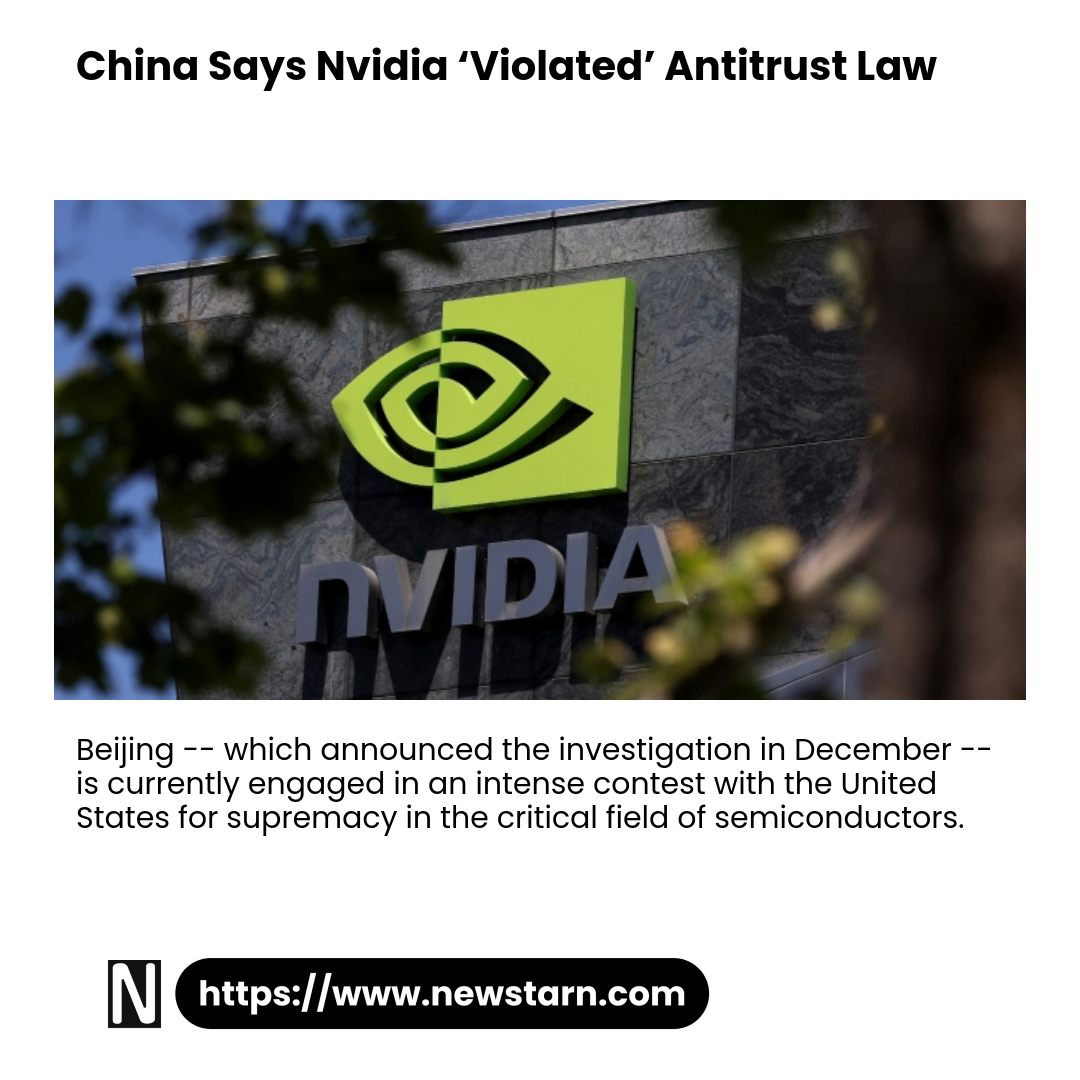 China Says Nvidia ‘Violated’ Antitrust Law
NVIDIA
Beijing -- which announced the investigation in December --
is currently engaged in an intense contest with the United
States for supremacy in the critical field of semiconductors.
N
https://www.newstarn.com